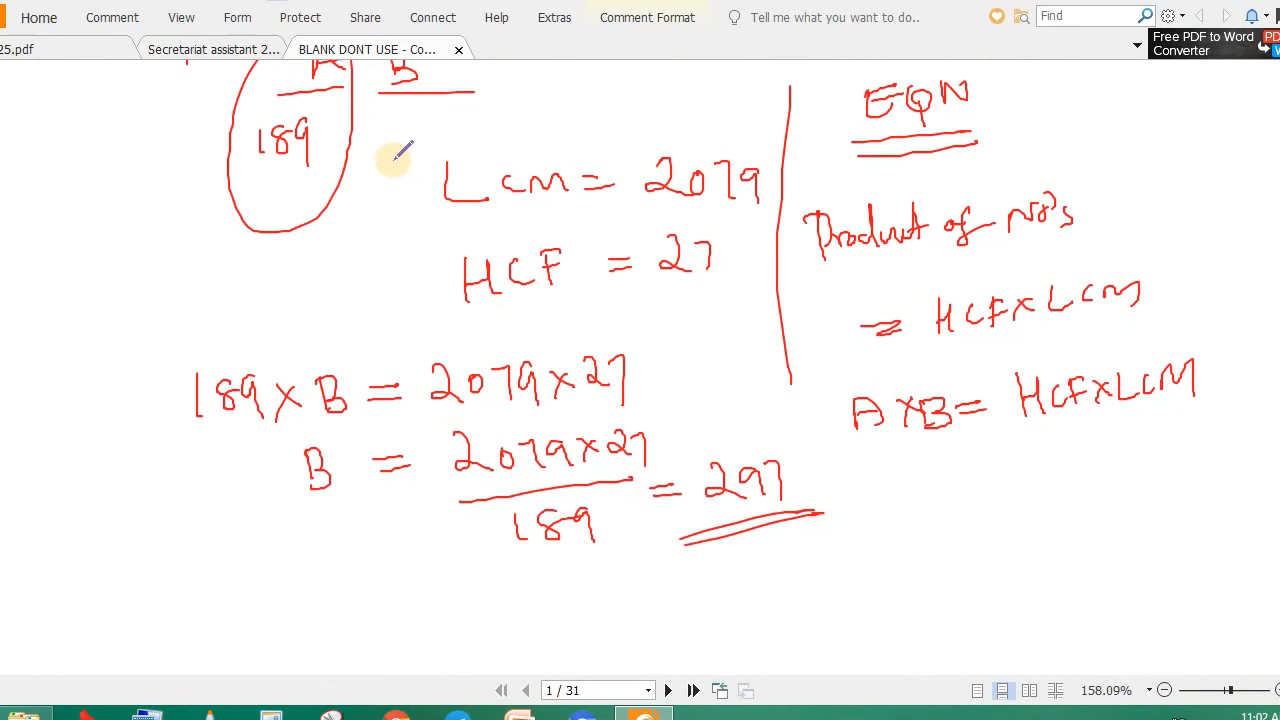 Home Comment View Form Protect Share Connect Help Extras Comment Format Tell me what you want to do.. Find
25.pdf Secretariat assistant 2... BLANK DONT USE - Co... Free PDF to Word Converter
A B
189
LCM = 2079
HCF = 27
189 × B = 2079 × 27
B = 2079 × 27 / 189 = 297
EQN
Product of No's
= HCF × LCM
A × B = HCF × LCM
1 / 31 158.09%
11:02 A